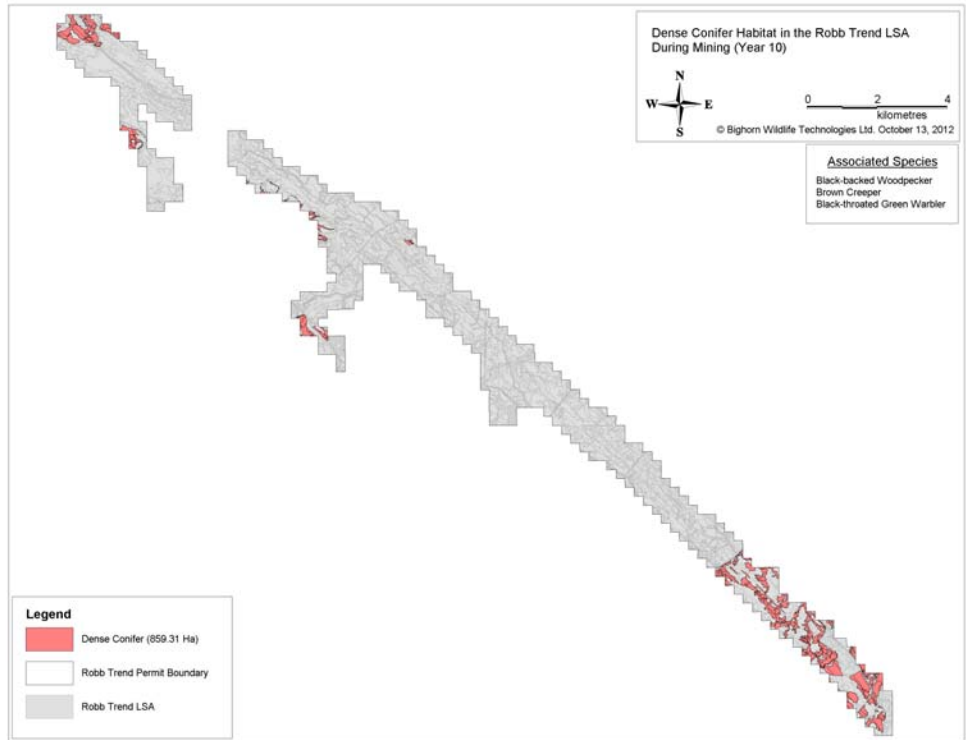 Dense Conifer Habitat in the Robb Trend LSA
During Mining (Year 10)
N
W E
S
0 2 4
kilometres
© Bighorn Wildlife Technologies Ltd. October 13, 2012
Associated Species
Black-backed Woodpecker
Brown Creeper
Black-throated Green Warbler
Legend
Dense Conifer (859.31 Ha)
Robb Trend Permit Boundary
Robb Trend LSA